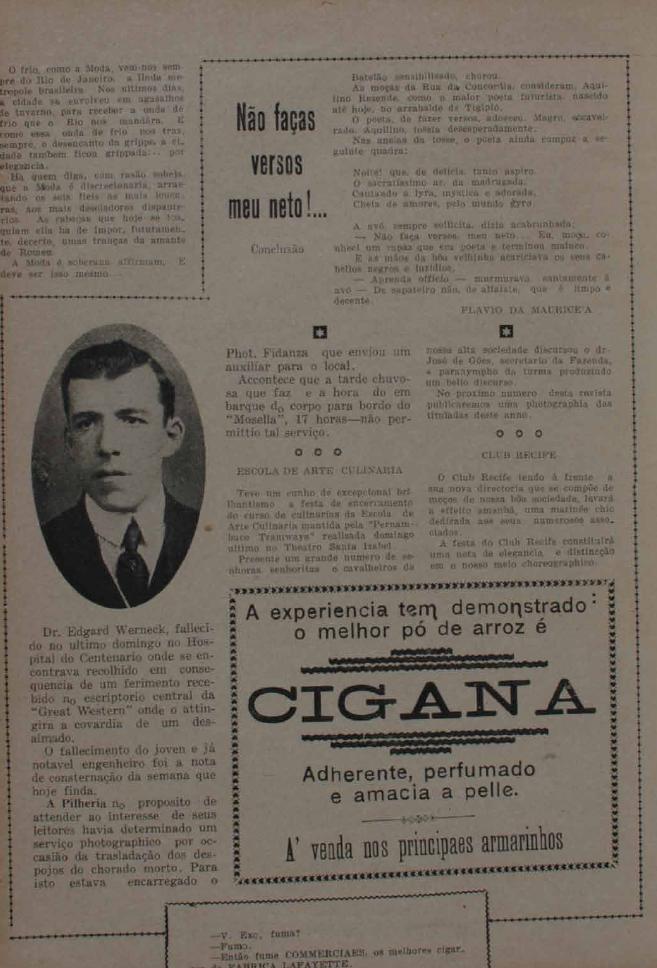 O frio, como a Moda, vem-nos sem-
pre do Rio de Janeiro, a linda me-
tropole brasileira. Nos ultimos dias,
a cidade se envolveu em agasalhos
de inverno, para receber a onda de
frio que o Rio nos mandára. E
como essa onda de frio nos traz,
sempre, o desencanto da grippe, a ci-
dade tambem ficou grippada... por
elegancia.
Ha quem diga, com rasão sobeja,
que a Moda é discrecionaria, arras-
tando os seus fieis ás mais loucu-
ras, aos mais desoladores disparate-
rios. As cabeças que hoje se
quiam ella ha de impor, futuramen-
te, decerto, umas tranças da amante
de Romeu.
A Moda é soberana affirmam. E
deve ser isso mesmo...
Não faças
versos
meu neto!...
Conclusão
Batelão sensibilisado, chorou.
As moças da Rua da Concordia, consideram, Aqui-
lino Rezende, como o maior poeta futurista, nascido
até hoje, no arrabalde de Tigipió.
O poeta, de fazer versos, adoeceu. Magro, escavei-
rado, Aquilino, tossia desesperadamente.
Nas ancias da tosse, o poeta ainda compoz a se-
guinte quadra:
Noite! que, de delicia, tanto aspiro
O sacratissimo ar, da madrugada,
Cantando á lyra, mystica e adorada,
Cheia de amores, pelo mundo gyro
A avó, sempre sollicita, dizia acabrunhada:
— Não faça versos, meu neto... Eu, moça, co-
nheci um rapaz que era poeta e terminou maluco.
E as mãos da bôa velhinha acariciava os seus ca-
bellos negros e luzidios,
— Aprenda officio — murmurava santamente á
avó — De sapateiro não, de alfaiate, que é limpo e
decente.
FLAVIO DA MAURICE'A
Phot. Fidanza que enviou um
auxiliar para o local.
Accontece que a tarde chuvo-
sa que faz e a hora do em
barque do corpo para bordo do
"Mosella", 17 horas—não per-
mittio tal serviço.
o o o
ESCOLA DE ARTE CULINARIA
Teve um cunho de excepcional bri
lhantismo a festa de encerramento
do curso de culinarias da Escola de
Arte Culinaria mantida pela "Pernam-
buco Tramways" realizada domingo
ultimo no Theatro Santa Izabel.
Presente um grande numero de se-
nhoras, senhoritas e cavalheiros da
nossa alta sociedade discursou o dr.
José de Góes, secretario da Fazenda,
e paranympho da turma produzindo
um bello discurso.
No proximo numero desta revista
publicaremos uma photographia das
tituladas deste anno.
o o o
CLUB RECIFE
O Club Recife tendo á frente a
sua nova directoria que se compõe de
moços de nossa bôa sociedade, levará
a effeito amanhã, uma matinée chic
dedicada aos seus numerosos asso-
ciados.
A festa do Club Recife constituirá
uma nota de elegancia e distincção
em o nosso meio choreographico.
Dr. Edgard Werneck, falleci-
do no ultimo domingo no Hos-
pital do Centenario onde se en-
contrava recolhido em conse-
quencia de um ferimento rece-
bido no escriptorio central da
"Great Western" onde o attin-
gira a covardia de um des-
almado.
O fallecimento do joven e já
notavel engenheiro foi a nota
de consternação da semana que
hoje finda.
A Pilheria no proposito de
attender ao interesse de seus
leitores havia determinado um
serviço photographico por oc-
casião da trasladação dos des-
pojos do chorado morto. Para
isto estava encarregado o
A experiencia tem demonstrado:
o melhor pó de arroz é
CIGANA
Adherente, perfumado
e amacia a pelle.
A' venda nos principaes armarinhos
—V. Exc. fuma?
—Fumo.
—Então fume COMMERCIAES, os melhores cigar-
da FABRICA LAFAYETTE.